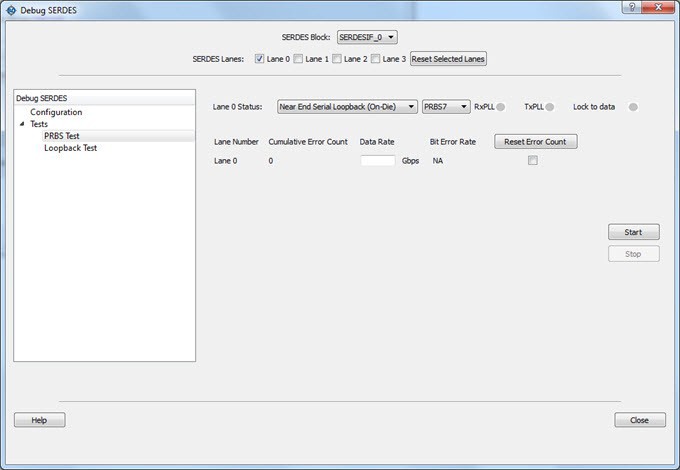 Debug SERDES
SERDES Block: SERDESIF_0
SERDES Lanes: Lane 0 Lane 1 Lane 2 Lane 3 Reset Selected Lanes
Debug SERDES
Configuration
Tests
PRBS Test
Loopback Test
Lane 0 Status: Near End Serial Loopback (On-Die) PRBS7 RxPLL TxPLL Lock to data
Lane Number Cumulative Error Count Data Rate Bit Error Rate Reset Error Count
Lane 0 0 Gbps NA
Start
Stop
Help Close